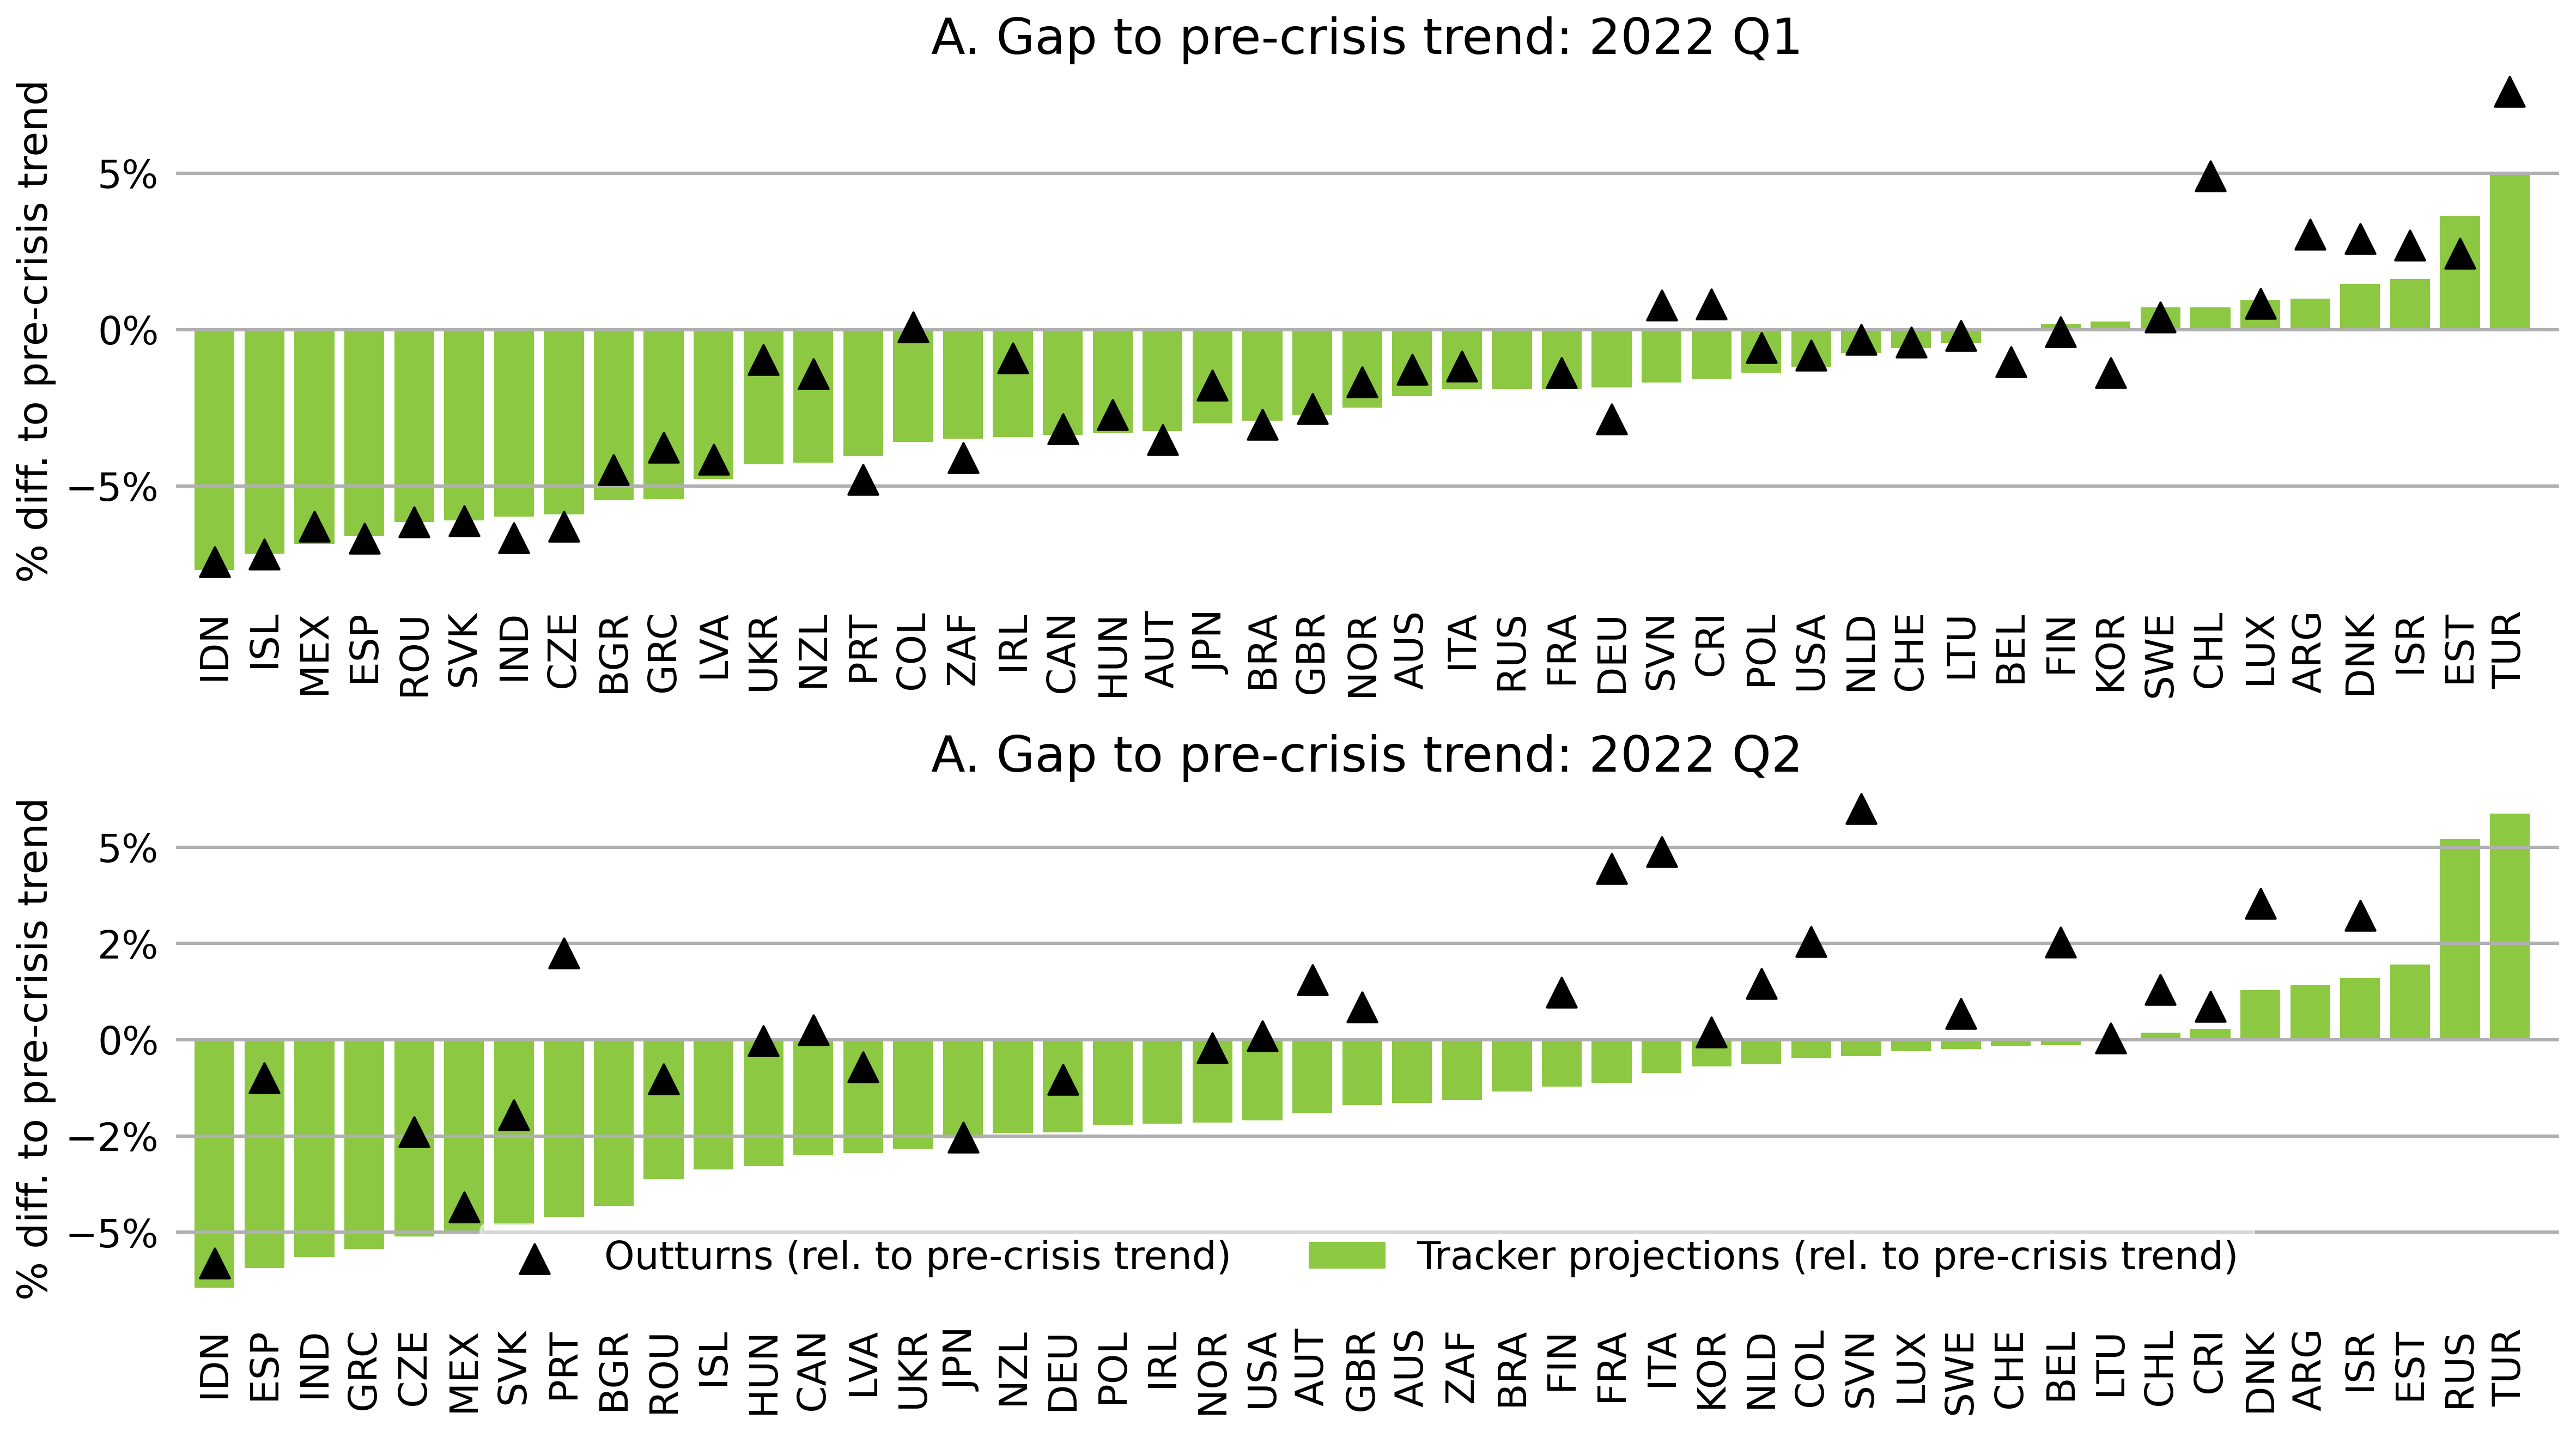 A. Gap to pre-crisis trend: 2022 Q1
% diff. to pre-crisis trend
5%
0%
−5%
IDN ISL MEX ESP ROU SVK IND CZE BGR GRC LVA UKR NZL PRT COL ZAF IRL CAN HUN AUT JPN BRA GBR NOR AUS ITA RUS FRA DEU SVN CRI POL USA NLD CHE LTU BEL FIN KOR SWE CHL LUX ARG DNK ISR EST TUR
A. Gap to pre-crisis trend: 2022 Q2
% diff. to pre-crisis trend
5%
2%
0%
−2%
−5%
Outturns (rel. to pre-crisis trend) Tracker projections (rel. to pre-crisis trend)
IDN ESP IND GRC CZE MEX SVK PRT BGR ROU ISL HUN CAN LVA UKR JPN NZL DEU POL IRL NOR USA AUT GBR AUS ZAF BRA FIN FRA ITA KOR NLD COL SVN LUX SWE CHE BEL LTU CHL CRI DNK ARG ISR EST RUS TUR